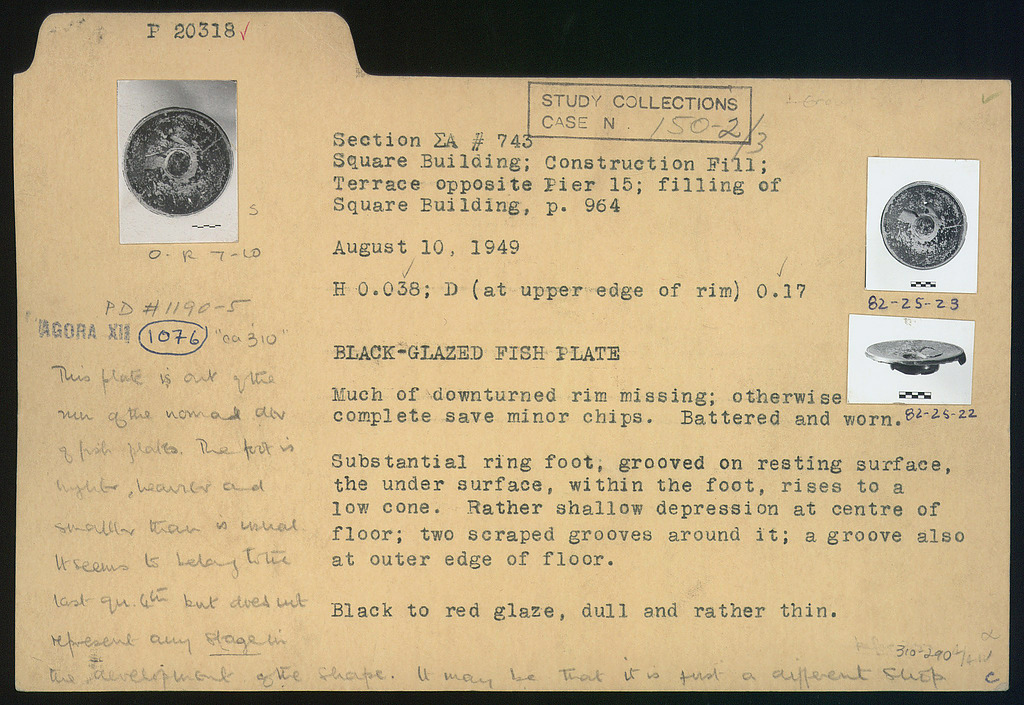 P 20318 ✓
STUDY COLLECTIONS
CASE N. 150-2/3
Section ΣΑ # 743
Square Building; Construction Fill;
Terrace opposite Pier 15; filling of
Square Building, p. 964
August 10, 1949
H 0.038; D (at upper edge of rim) 0.17
BLACK-GLAZED FISH PLATE
Much of downturned rim missing; otherwise
complete save minor chips. Battered and worn.
Substantial ring foot, grooved on resting surface,
the under surface, within the foot, rises to a
low cone. Rather shallow depression at centre of
floor; two scraped grooves around it; a groove also
at outer edge of floor.
Black to red glaze, dull and rather thin.
S
PD #1190-5
AGORA XII 1076 "ca 310"
This plate is out of the
run of the normal dev
of fish plates. The foot is
higher, heavier and
smaller than is usual.
It seems to belong to the
last qu. 4th but does not
represent any stage in
the development of the shape. It may be that it is just a different shop
82-25-23
82-25-22
310-290
C